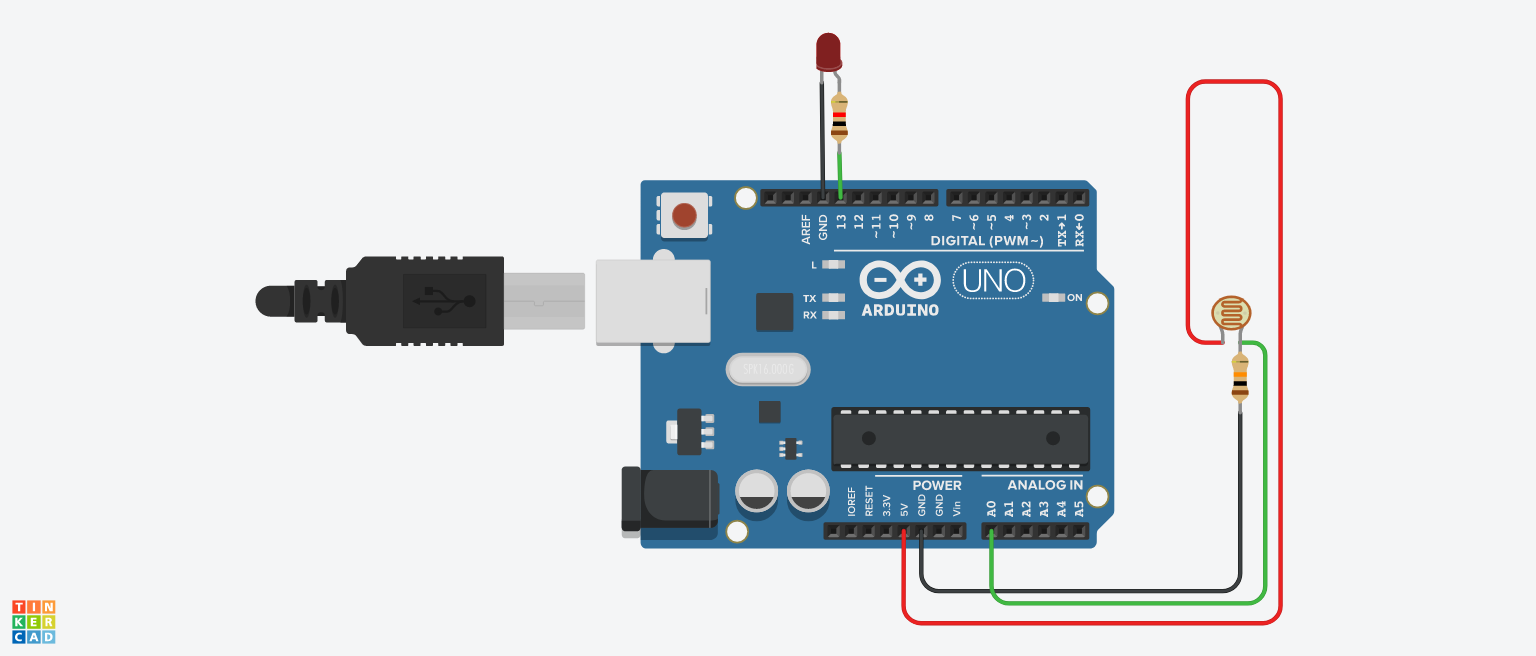 AREF
GND
13
12
~11
~10
~9
8
7
~6
~5
4
~3
2
TX→1
RX←0
DIGITAL (PWM~)
L
TX
RX
ARDUINO
UNO
ON
SPK16.000G
IOREF
RESET
3.3V
5V
GND
GND
Vin
POWER
ANALOG IN
A0
A1
A2
A3
A4
A5
TIN
KER
CAD